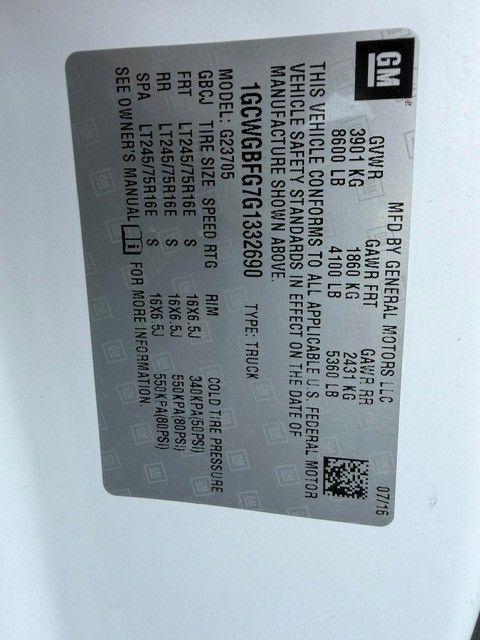 GM
MFD BY GENERAL MOTORS LLC 07/16
GVWR GAWR FRT GAWR RR
3901 KG 1860 KG 2431 KG
8600 LB 4100 LB 5360 LB
THIS VEHICLE CONFORMS TO ALL APPLICABLE U.S. FEDERAL MOTOR
VEHICLE SAFETY STANDARDS IN EFFECT ON THE DATE OF
MANUFACTURE SHOWN ABOVE.
1GCWGBFG7G1332690 TYPE: TRUCK
MODEL: G23705
GBCJ TIRE SIZE SPEED RTG RIM COLD TIRE PRESSURE
FRT LT245/75R16E S 16X6.5J 340KPA(50PSI)
RR LT245/75R16E S 16X6.5J 550KPA(80PSI)
SPA LT245/75R16E S 16X6.5J 550KPA(80PSI)
SEE OWNER'S MANUAL i FOR MORE INFORMATION.